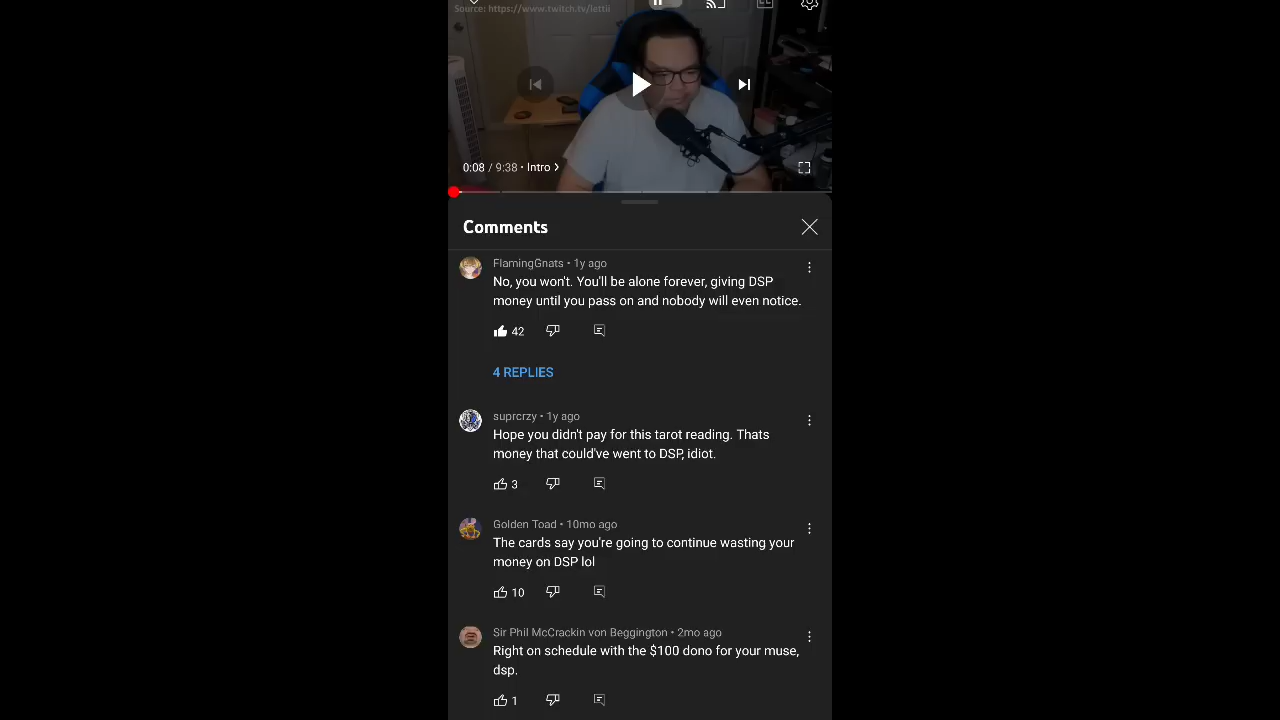 Source: https://www.twitch.tv/lettii
0:08 / 9:38 • Intro
Comments
FlamingGnats • 1y ago
No, you won't. You'll be alone forever, giving DSP
money until you pass on and nobody will even notice.
42
4 REPLIES
suprcrzy • 1y ago
Hope you didn't pay for this tarot reading. Thats
money that could've went to DSP, idiot.
3
Golden Toad • 10mo ago
The cards say you're going to continue wasting your
money on DSP lol
10
Sir Phil McCrackin von Beggington • 2mo ago
Right on schedule with the $100 dono for your muse,
dsp.
1